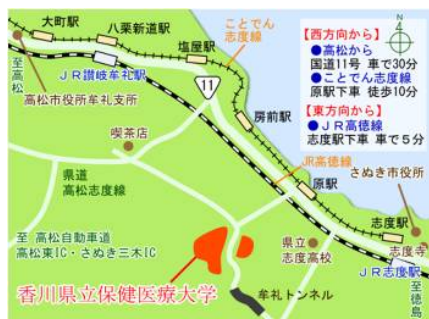 大町駅
八栗新道駅
塩屋駅
ことでん
志度線
N
4
【西方向から】
●高松から
国道11号 車で30分
●ことでん志度線
原駅下車 徒歩10分
【東方向から】
●JR高徳線
志度駅下車 車で5分
至高松
JR讃岐牟礼駅
高松市役所牟礼支所
11
房前駅
喫茶店
県道
高松志度線
JR高徳線
原駅
さぬき市役所
志度駅
志度寺
至 高松自動車道
高松東IC・さぬき三木IC
県立
志度高校
JR志度駅
香川県立保健医療大学
牟礼トンネル
至徳島